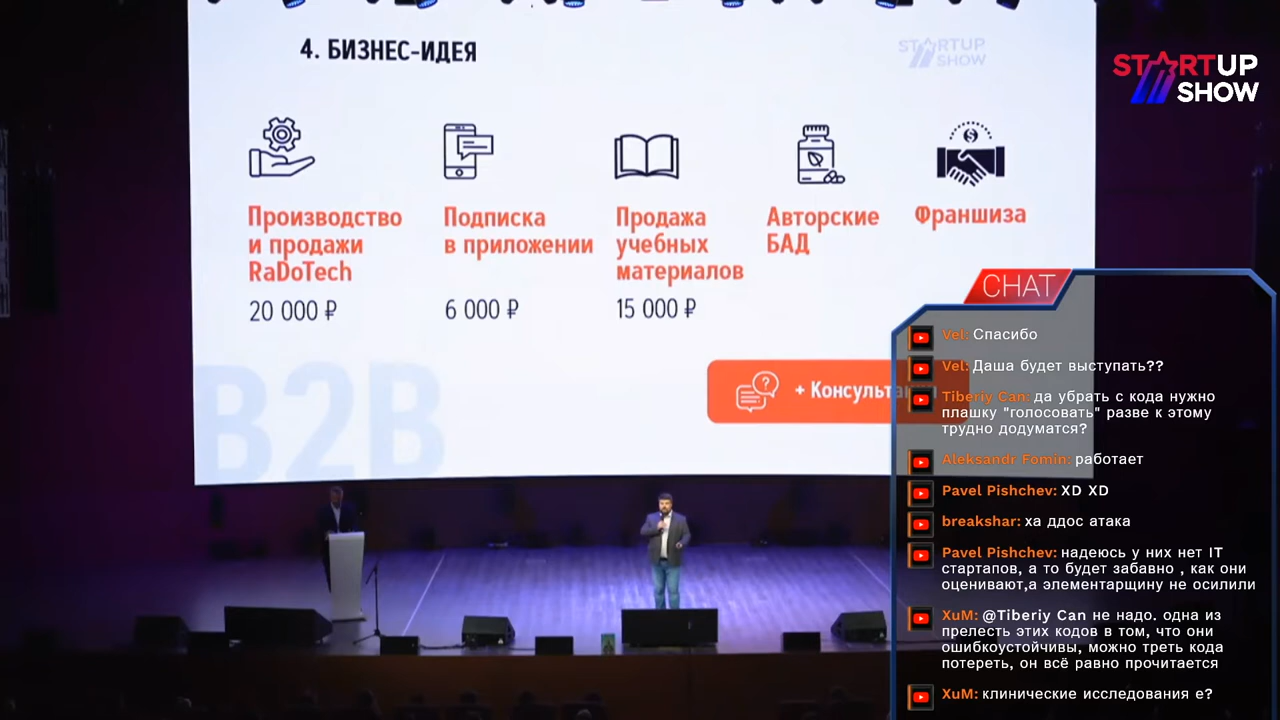 4. БИЗНЕС-ИДЕЯ
STARTUP
SHOW
STARTUP
SHOW
Производство
и продажи
RaDoTech
20 000 ₽
Подписка
в приложении
6 000 ₽
Продажа
учебных
материалов
15 000 ₽
Авторские
БАД
Франшиза
B2B
CHAT
Vel: Спасибо
Vel: Даша будет выступать??
Tiberiy Can: да убрать с кода нужно
плашку "голосовать" разве к этому
трудно додуматся?
Aleksandr Fomin: работает
Pavel Pishchev: XD XD
breakshar: ха ддос атака
Pavel Pishchev: надеюсь у них нет IT
стартапов, а то будет забавно , как они
оценивают,а элементарщину не осилили
XuM: @Tiberiy Can не надо. одна из
прелесть этих кодов в том, что они
ошибкоустойчивы, можно треть кода
потереть, он всё равно прочитается
XuM: клинические исследования е?